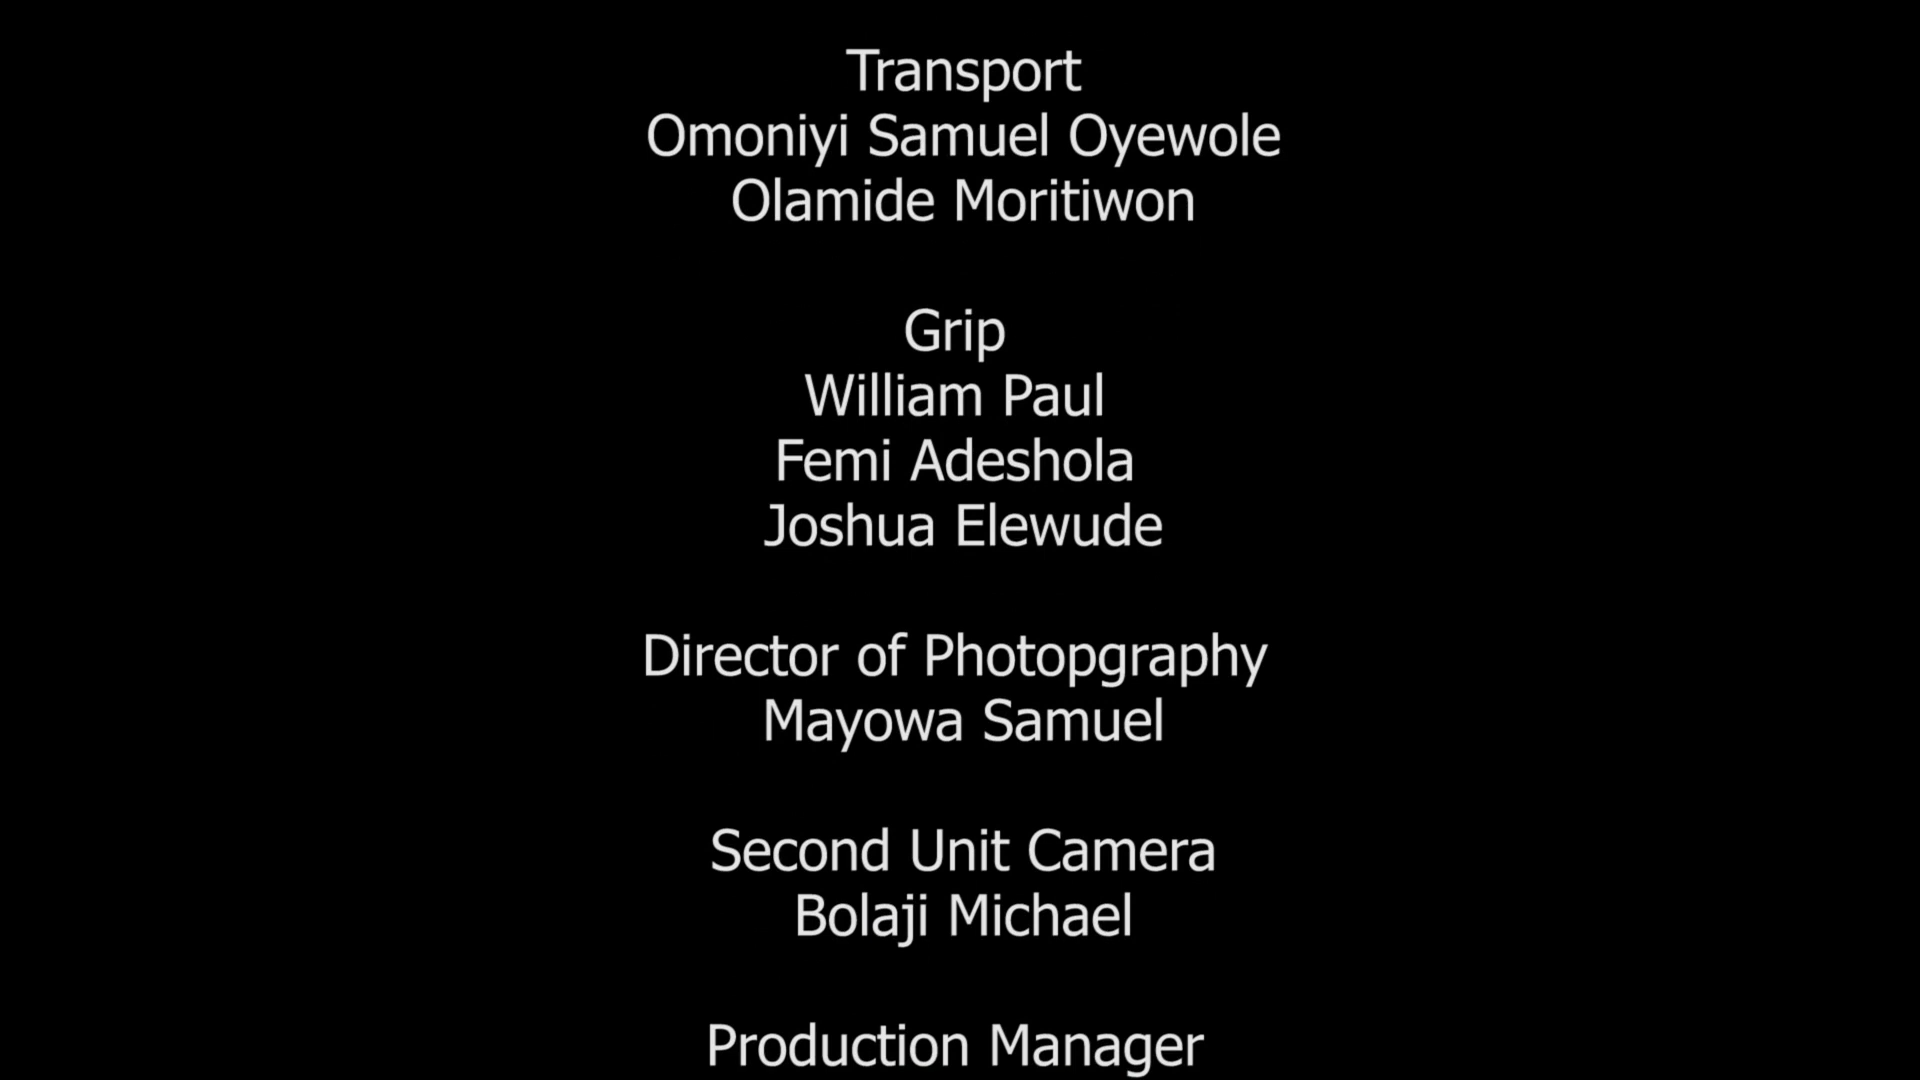 Transport
Omoniyi Samuel Oyewole
Olamide Moritiwon
Grip
William Paul
Femi Adeshola
Joshua Elewude
Director of Photopgraphy
Mayowa Samuel
Second Unit Camera
Bolaji Michael
Production Manager